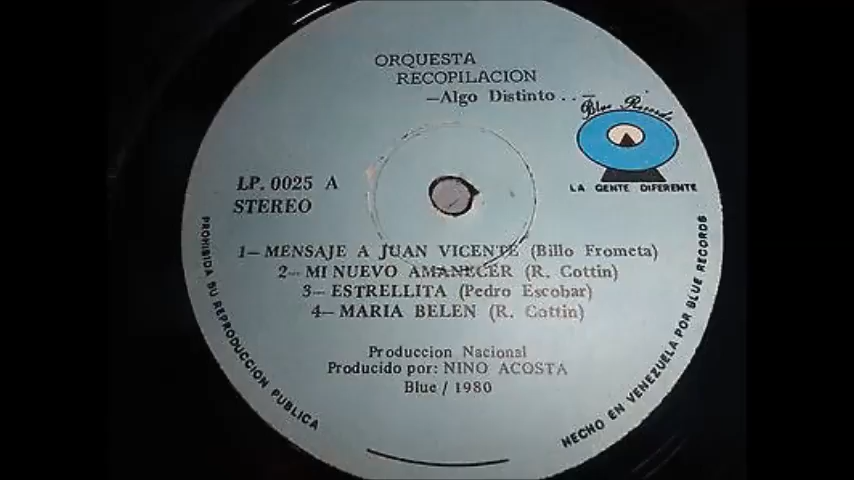 ORQUESTA
RECOPILACION
—Algo Distinto . . —
Blue Records
LA GENTE DIFERENTE
LP. 0025 A
STEREO
1— MENSAJE A JUAN VICENTE (Billo Frometa)
2— MI NUEVO AMANECER (R. Cottin)
3— ESTRELLITA (Pedro Escobar)
4— MARIA BELEN (R. Cottin)
Produccion Nacional
Producido por: NINO ACOSTA
Blue / 1980
PROHIBIDA SU REPRODUCCION PUBLICA
HECHO EN VENEZUELA POR BLUE RECORDS